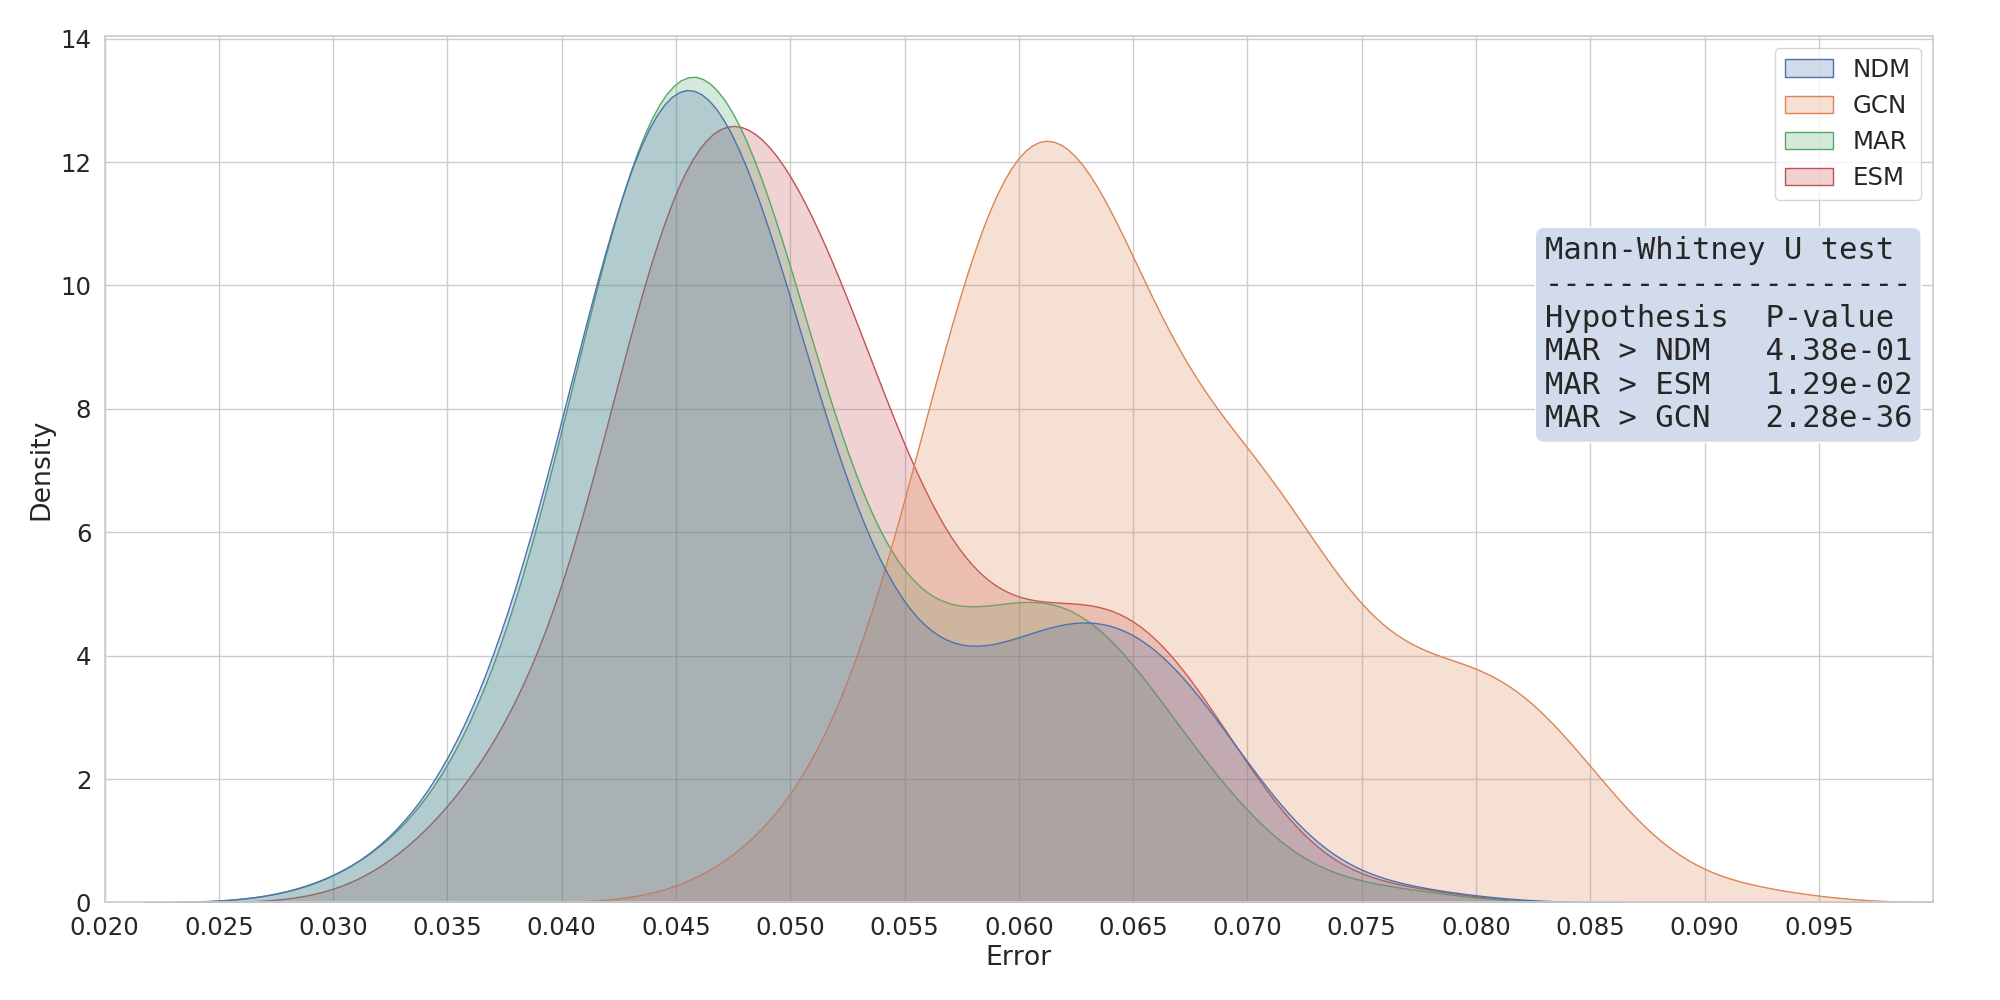 14
12
10
8
6
4
2
0
Density
0.020 0.025 0.030 0.035 0.040 0.045 0.050 0.055 0.060 0.065 0.070 0.075 0.080 0.085 0.090 0.095
Error
NDM
GCN
MAR
ESM
Mann-Whitney U test
--------------------
Hypothesis P-value
MAR > NDM 4.38e-01
MAR > ESM 1.29e-02
MAR > GCN 2.28e-36